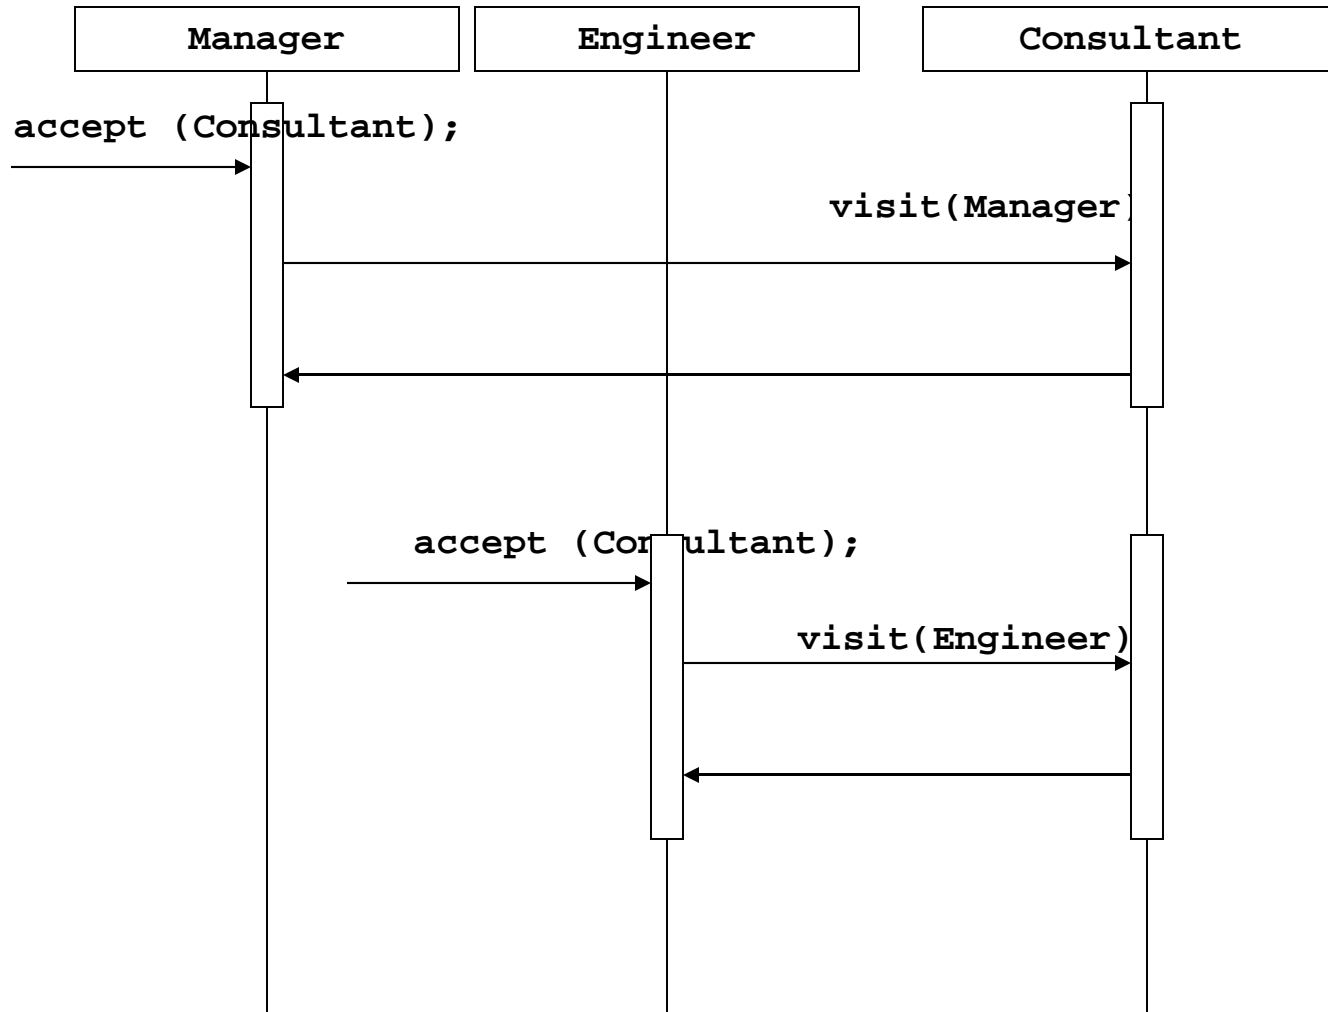 Manager
Engineer
Consultant
accept (Consultant);
visit(Manager)
accept (Consultant);
visit(Engineer)